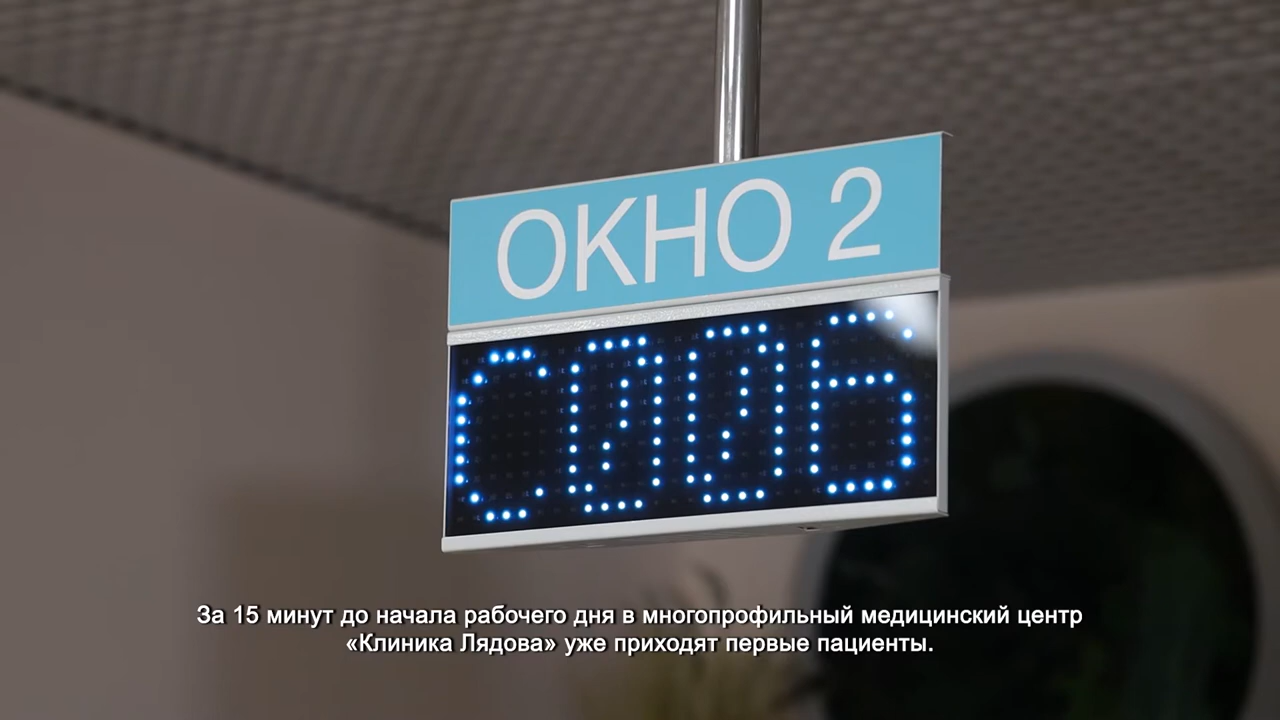 ОКНО 2
С006
За 15 минут до начала рабочего дня в многопрофильный медицинский центр
«Клиника Лядова» уже приходят первые пациенты.